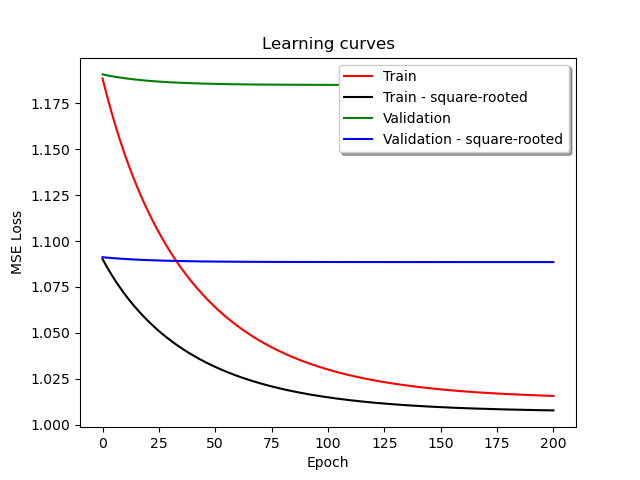 Learning curves
Train
Train - square-rooted
Validation
Validation - square-rooted
MSE Loss
1.175
1.150
1.125
1.100
1.075
1.050
1.025
1.000
0 25 50 75 100 125 150 175 200
Epoch